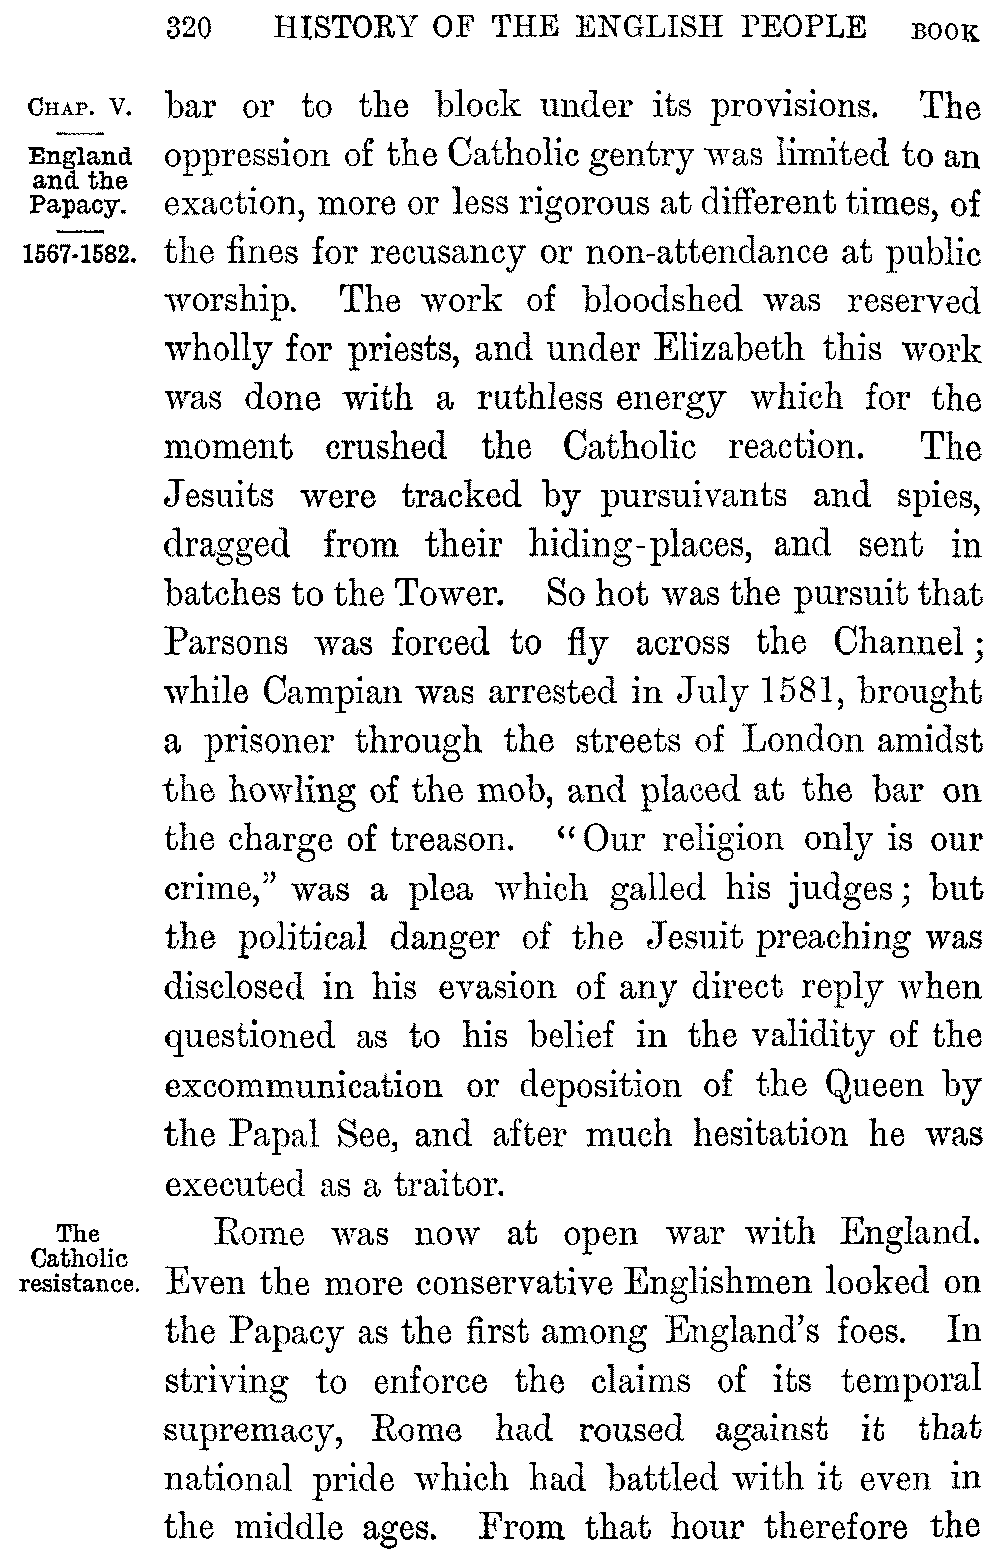 320 HISTORY OF THE ENGLISH PEOPLE BOOK
CHAP. V.
England
and the
Papacy.
1567-1582.
bar or to the block under its provisions. The
oppression of the Catholic gentry was limited to an
exaction, more or less rigorous at different times, of
the fines for recusancy or non-attendance at public
worship. The work of bloodshed was reserved
wholly for priests, and under Elizabeth this work
was done with a ruthless energy which for the
moment crushed the Catholic reaction. The
Jesuits were tracked by pursuivants and spies,
dragged from their hiding-places, and sent in
batches to the Tower. So hot was the pursuit that
Parsons was forced to fly across the Channel;
while Campian was arrested in July 1581, brought
a prisoner through the streets of London amidst
the howling of the mob, and placed at the bar on
the charge of treason. "Our religion only is our
crime," was a plea which galled his judges; but
the political danger of the Jesuit preaching was
disclosed in his evasion of any direct reply when
questioned as to his belief in the validity of the
excommunication or deposition of the Queen by
the Papal See, and after much hesitation he was
executed as a traitor.
The
Catholic
resistance.
Rome was now at open war with England.
Even the more conservative Englishmen looked on
the Papacy as the first among England's foes. In
striving to enforce the claims of its temporal
supremacy, Rome had roused against it that
national pride which had battled with it even in
the middle ages. From that hour therefore the